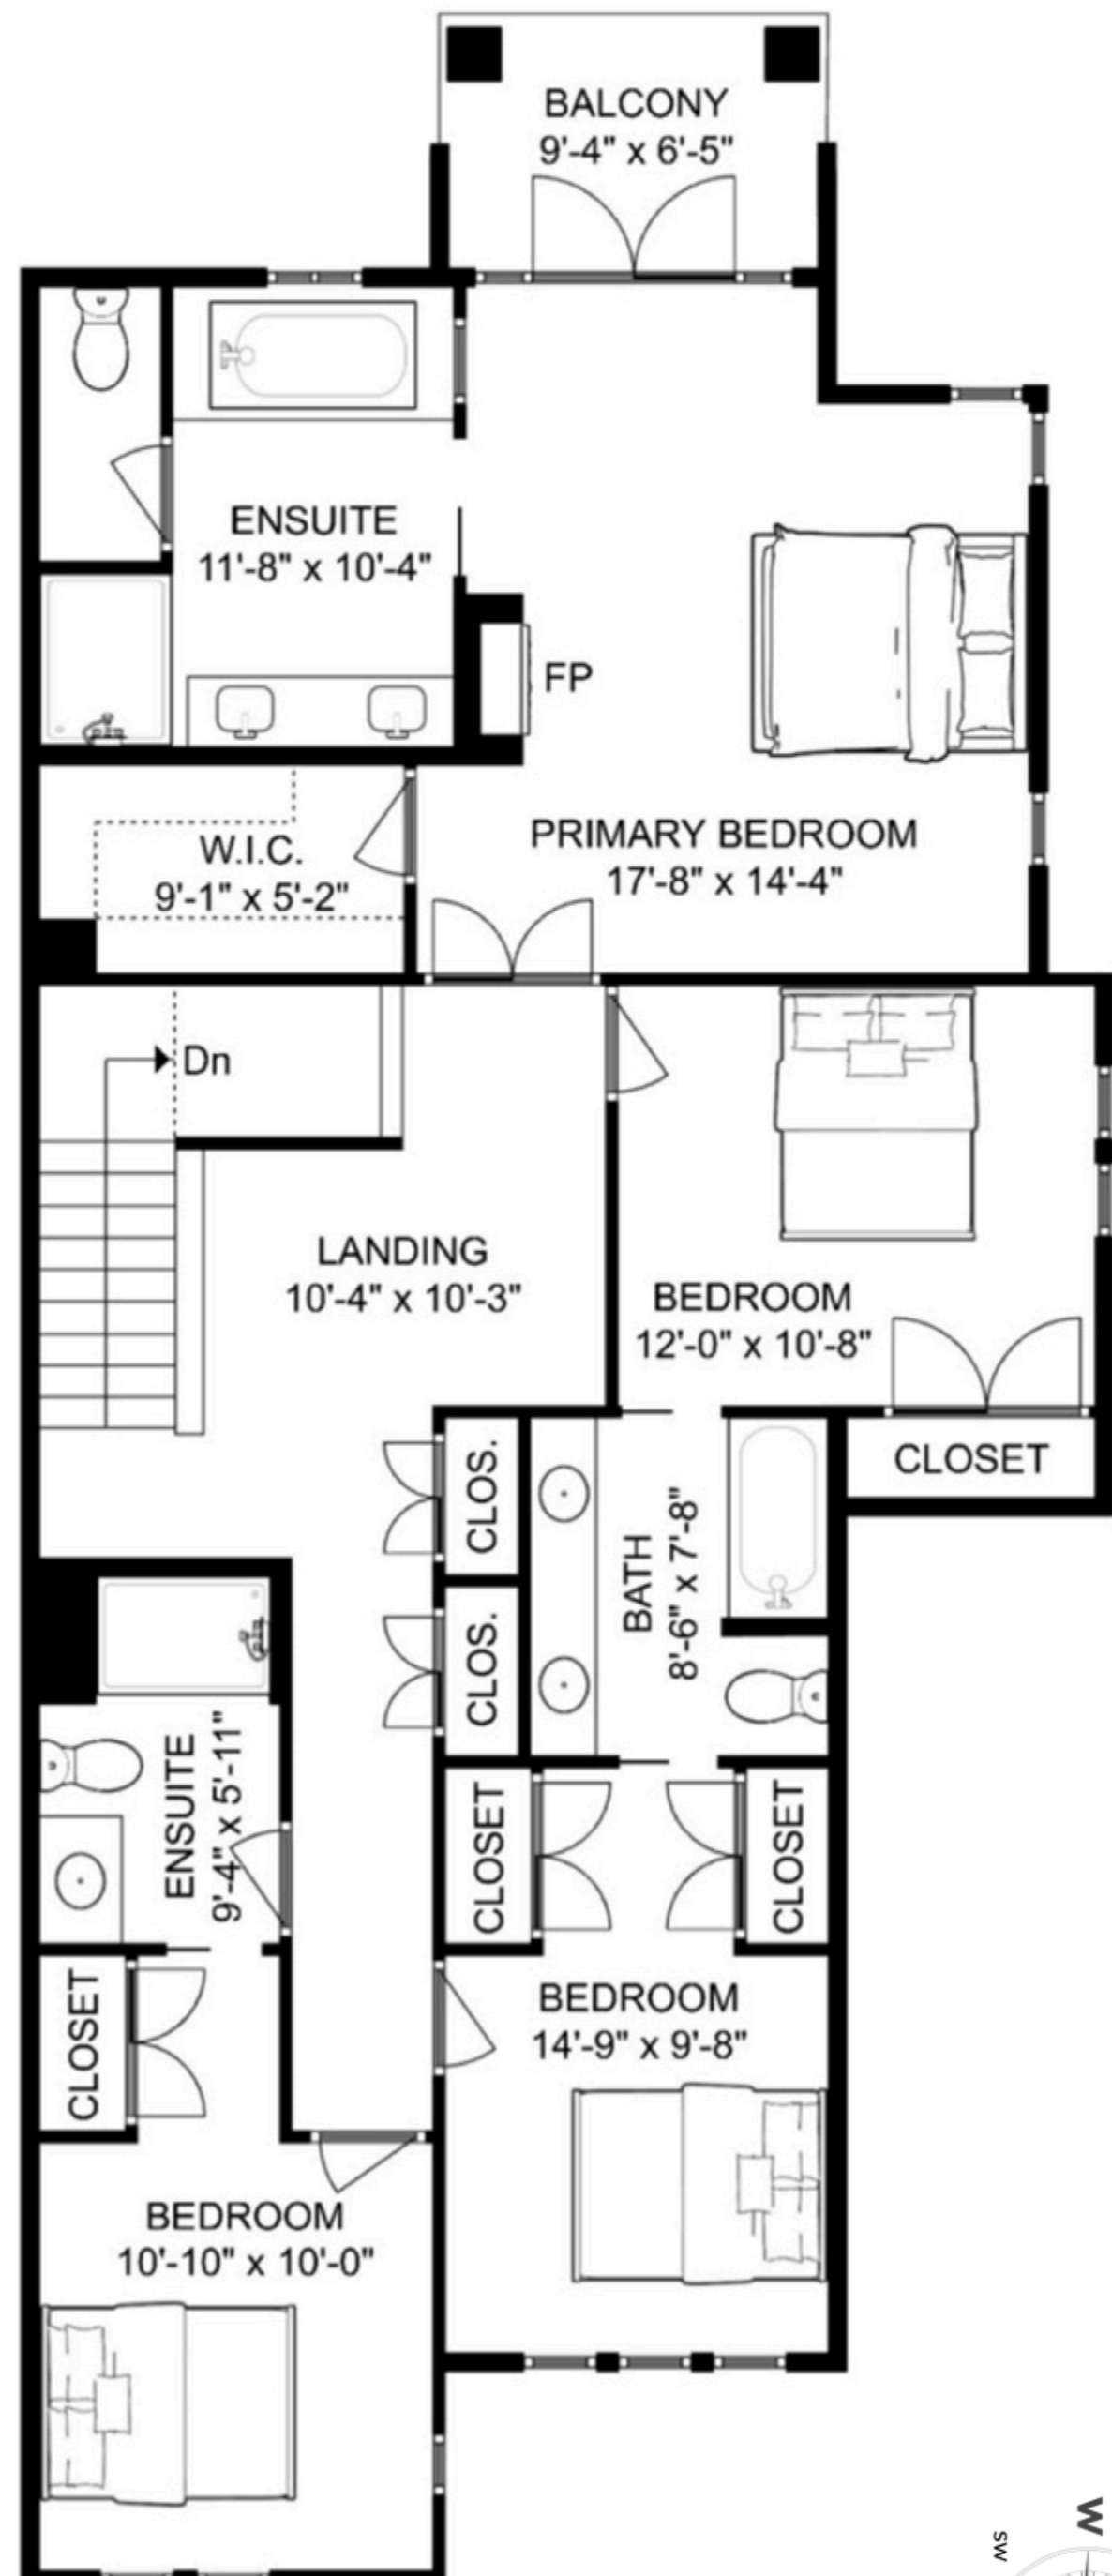 BALCONY
9'-4" x 6'-5"
ENSUITE
11'-8" x 10'-4"
FP
PRIMARY BEDROOM
17'-8" x 14'-4"
W.I.C.
9'-1" x 5'-2"
Dn
LANDING
10'-4" x 10'-3"
BEDROOM
12'-0" x 10'-8"
CLOSET
CLOS.
CLOS.
BATH
8'-6" x 7'-8"
ENSUITE
9'-4" x 5'-11"
CLOSET
CLOSET
CLOSET
BEDROOM
14'-9" x 9'-8"
BEDROOM
10'-10" x 10'-0"
W
SW